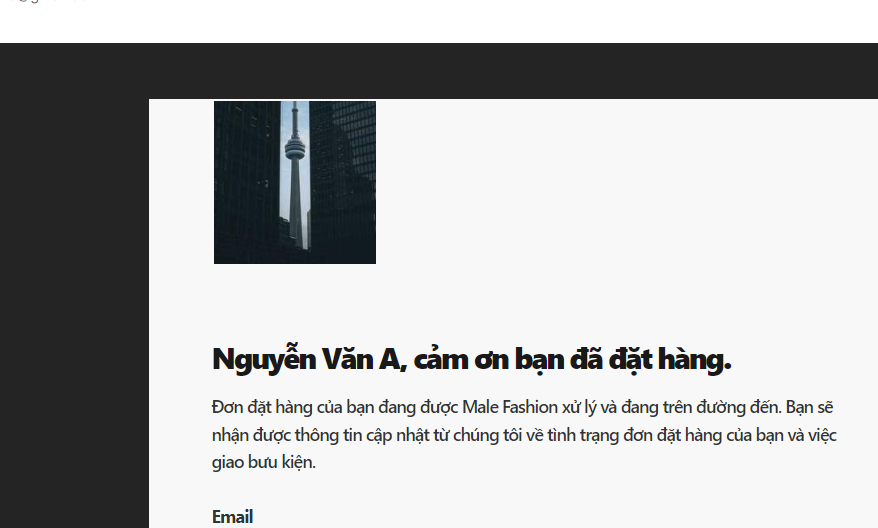 Nguyễn Văn A, cảm ơn bạn đã đặt hàng.
Đơn đặt hàng của bạn đang được Male Fashion xử lý và đang trên đường đến. Bạn sẽ
nhận được thông tin cập nhật từ chúng tôi về tình trạng đơn đặt hàng của bạn và việc
giao bưu kiện.
Email